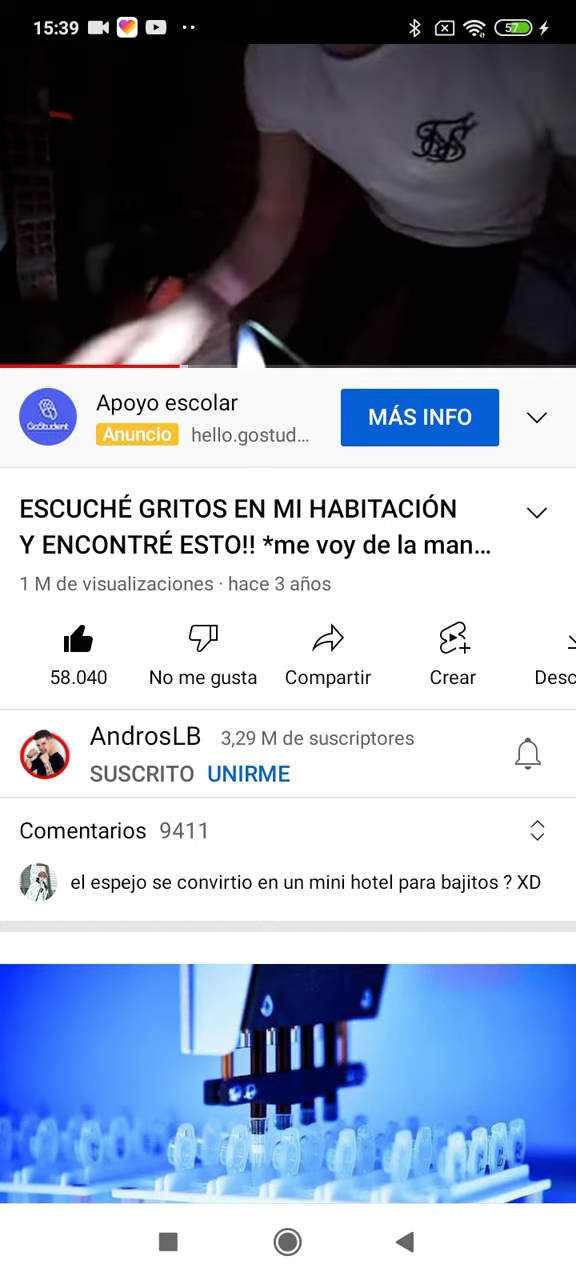 15:39
57
Apoyo escolar
GoStudent
Anuncio hello.gostud...
MÁS INFO
ESCUCHÉ GRITOS EN MI HABITACIÓN
Y ENCONTRÉ ESTO!! *me voy de la man...
1 M de visualizaciones · hace 3 años
58.040
No me gusta
Compartir
Crear
Desc
AndrosLB 3,29 M de suscriptores
SUSCRITO UNIRME
Comentarios 9411
el espejo se convirtio en un mini hotel para bajitos ? XD